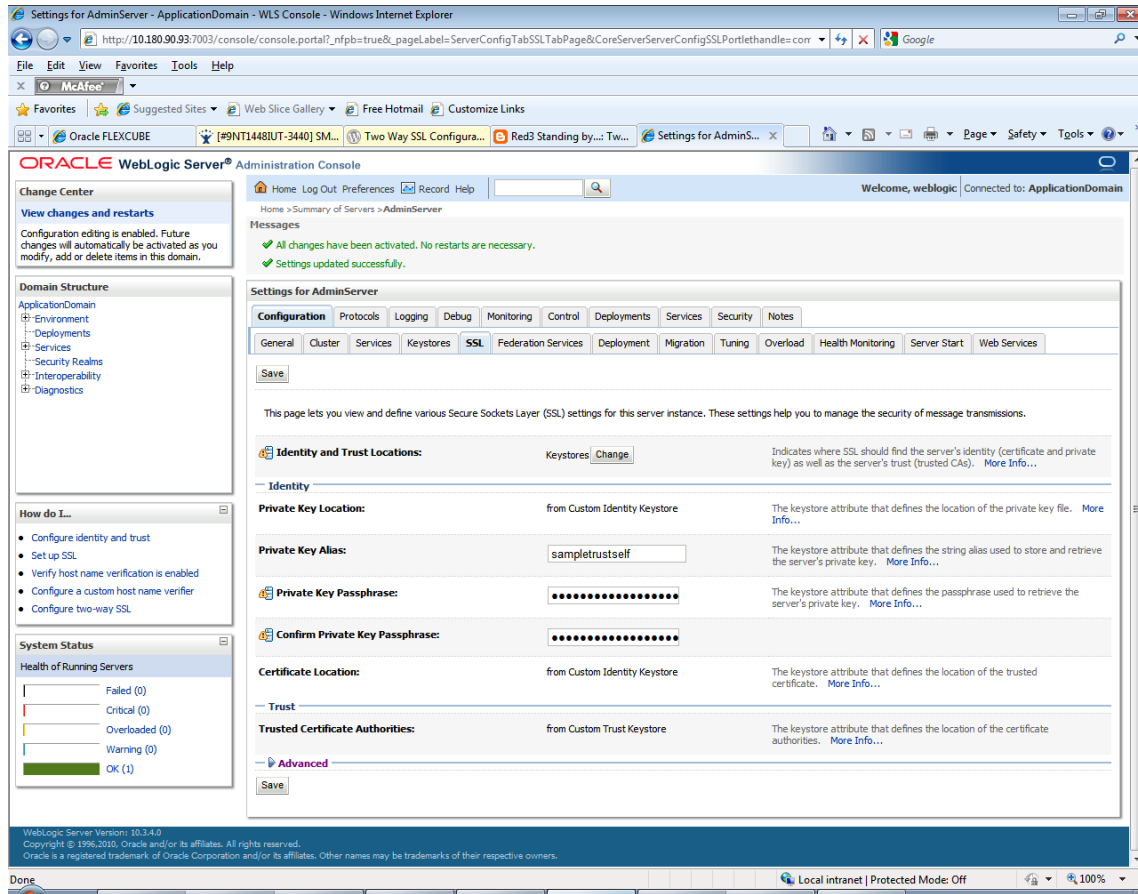 Settings for AdminServer - ApplicationDomain - WLS Console - Windows Internet Explorer
http://10.180.90.93:7003/console/console.portal?_nfpb=true&_pageLabel=ServerConfigTabSSLTabPage&CoreServerServerConfigSSLPortlethandle=com
Google
File Edit View Favorites Tools Help
x McAfee
Favorites Suggested Sites Web Slice Gallery Free Hotmail Customize Links
Oracle FLEXCUBE [#9NT1448IUT-3440] SM... Two Way SSL Configura... Red3 Standing by...: Tw... Settings for AdminS... x Page Safety Tools
ORACLE WebLogic Server® Administration Console
Change Center
View changes and restarts
Configuration editing is enabled. Future
changes will automatically be activated as you
modify, add or delete items in this domain.
Domain Structure
ApplicationDomain
Environment
Deployments
Services
Security Realms
Interoperability
Diagnostics
How do I...
Configure identity and trust
Set up SSL
Verify host name verification is enabled
Configure a custom host name verifier
Configure two-way SSL
System Status
Health of Running Servers
Failed (0)
Critical (0)
Overloaded (0)
Warning (0)
OK (1)
Home Log Out Preferences Record Help
Welcome, weblogic Connected to: ApplicationDomain
Home >Summary of Servers >AdminServer
Messages
All changes have been activated. No restarts are necessary.
Settings updated successfully.
Settings for AdminServer
Configuration Protocols Logging Debug Monitoring Control Deployments Services Security Notes
General Cluster Services Keystores SSL Federation Services Deployment Migration Tuning Overload Health Monitoring Server Start Web Services
Save
This page lets you view and define various Secure Sockets Layer (SSL) settings for this server instance. These settings help you to manage the security of message transmissions.
Identity and Trust Locations: Keystores Change Indicates where SSL should find the server's identity (certificate and private
key) as well as the server's trust (trusted CAs). More Info...
Identity
Private Key Location: from Custom Identity Keystore The keystore attribute that defines the location of the private key file. More
Info...
Private Key Alias: sampletrustself The keystore attribute that defines the string alias used to store and retrieve
the server's private key. More Info...
Private Key Passphrase: ●●●●●●●●●●●●●●●●●● The keystore attribute that defines the passphrase used to retrieve the
server's private key. More Info...
Confirm Private Key Passphrase: ●●●●●●●●●●●●●●●●●●
Certificate Location: from Custom Identity Keystore The keystore attribute that defines the location of the trusted
certificate. More Info...
Trust
Trusted Certificate Authorities: from Custom Trust Keystore The keystore attribute that defines the location of the certificate
authorities. More Info...
Advanced
Save
WebLogic Server Version: 10.3.4.0
Copyright © 1996,2010, Oracle and/or its affiliates. All rights reserved.
Oracle is a registered trademark of Oracle Corporation and/or its affiliates. Other names may be trademarks of their respective owners.
Done Local intranet | Protected Mode: Off 100%